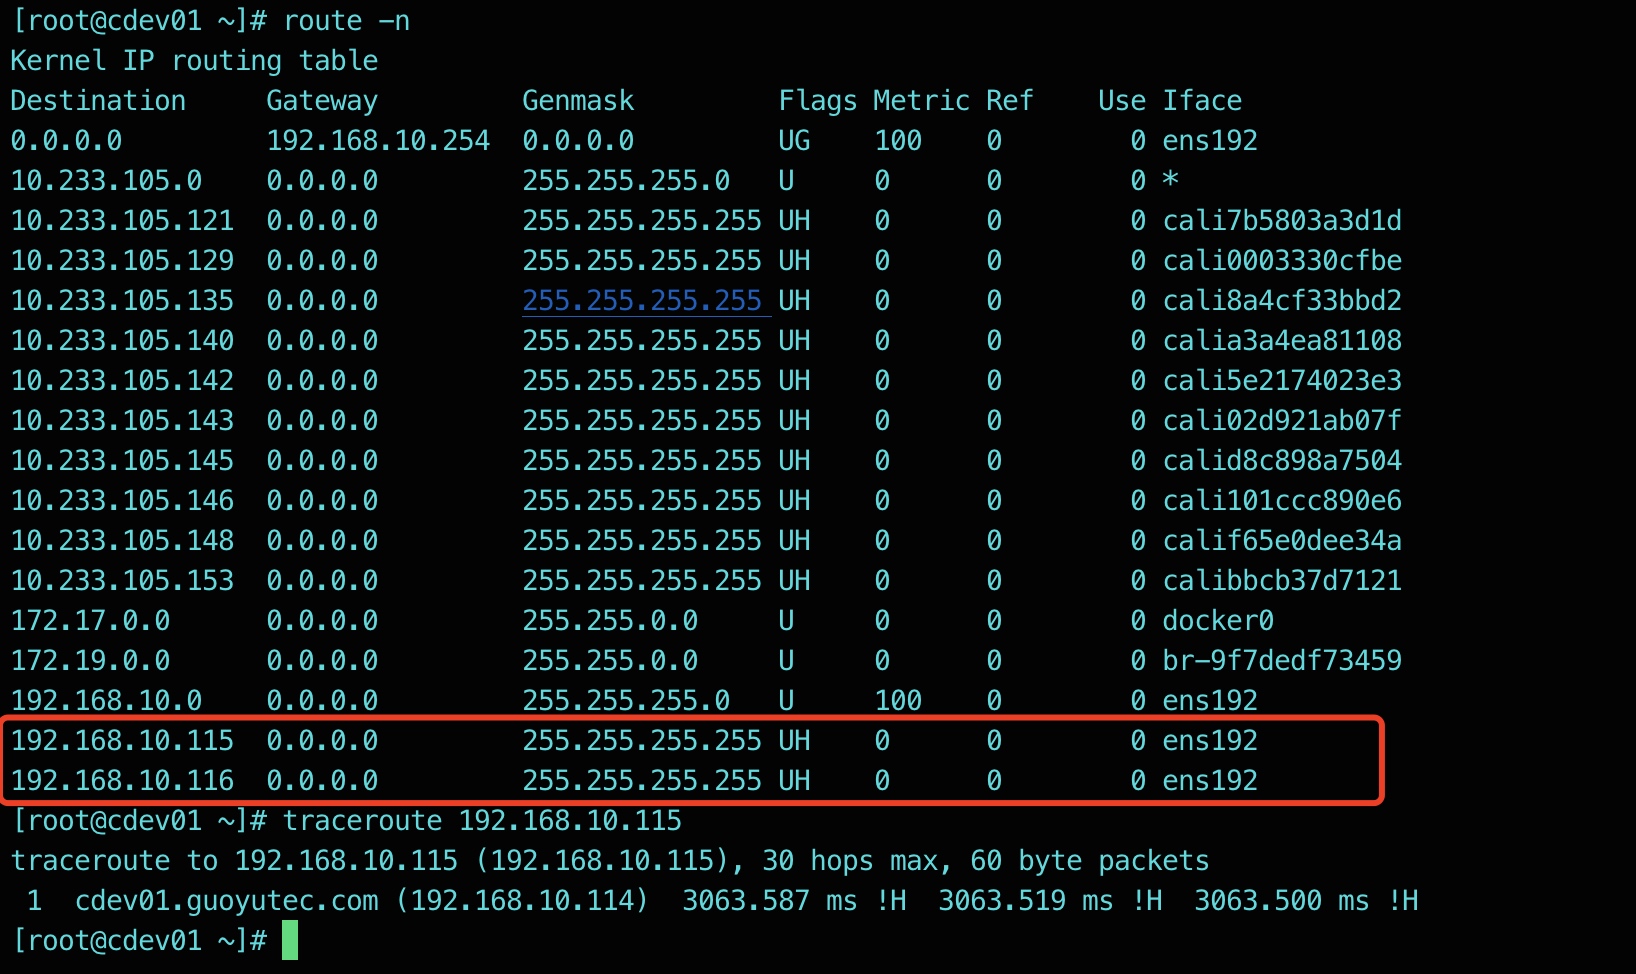 [root@cdev01 ~]# route -n
Kernel IP routing table
Destination     Gateway         Genmask         Flags Metric Ref    Use Iface
0.0.0.0         192.168.10.254  0.0.0.0         UG    100    0        0 ens192
10.233.105.0    0.0.0.0         255.255.255.0   U     0      0        0 *
10.233.105.121  0.0.0.0         255.255.255.255 UH    0      0        0 cali7b5803a3d1d
10.233.105.129  0.0.0.0         255.255.255.255 UH    0      0        0 cali0003330cfbe
10.233.105.135  0.0.0.0         255.255.255.255 UH    0      0        0 cali8a4cf33bbd2
10.233.105.140  0.0.0.0         255.255.255.255 UH    0      0        0 calia3a4ea81108
10.233.105.142  0.0.0.0         255.255.255.255 UH    0      0        0 cali5e2174023e3
10.233.105.143  0.0.0.0         255.255.255.255 UH    0      0        0 cali02d921ab07f
10.233.105.145  0.0.0.0         255.255.255.255 UH    0      0        0 calid8c898a7504
10.233.105.146  0.0.0.0         255.255.255.255 UH    0      0        0 cali101ccc890e6
10.233.105.148  0.0.0.0         255.255.255.255 UH    0      0        0 calif65e0dee34a
10.233.105.153  0.0.0.0         255.255.255.255 UH    0      0        0 calibbcb37d7121
172.17.0.0      0.0.0.0         255.255.0.0     U     0      0        0 docker0
172.19.0.0      0.0.0.0         255.255.0.0     U     0      0        0 br-9f7dedf73459
192.168.10.0    0.0.0.0         255.255.255.0   U     100    0        0 ens192
192.168.10.115  0.0.0.0         255.255.255.255 UH    0      0        0 ens192
192.168.10.116  0.0.0.0         255.255.255.255 UH    0      0        0 ens192
[root@cdev01 ~]# traceroute 192.168.10.115
traceroute to 192.168.10.115 (192.168.10.115), 30 hops max, 60 byte packets
 1  cdev01.guoyutec.com (192.168.10.114)  3063.587 ms !H  3063.519 ms !H  3063.500 ms !H
[root@cdev01 ~]#